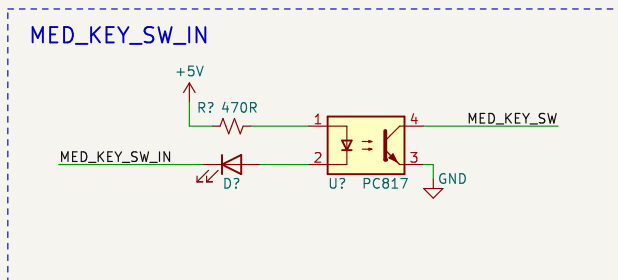 MED_KEY_SW_IN
+5V
R? 470R
1
4
MED_KEY_SW
MED_KEY_SW_IN
2
3
D?
U?
PC817
GND